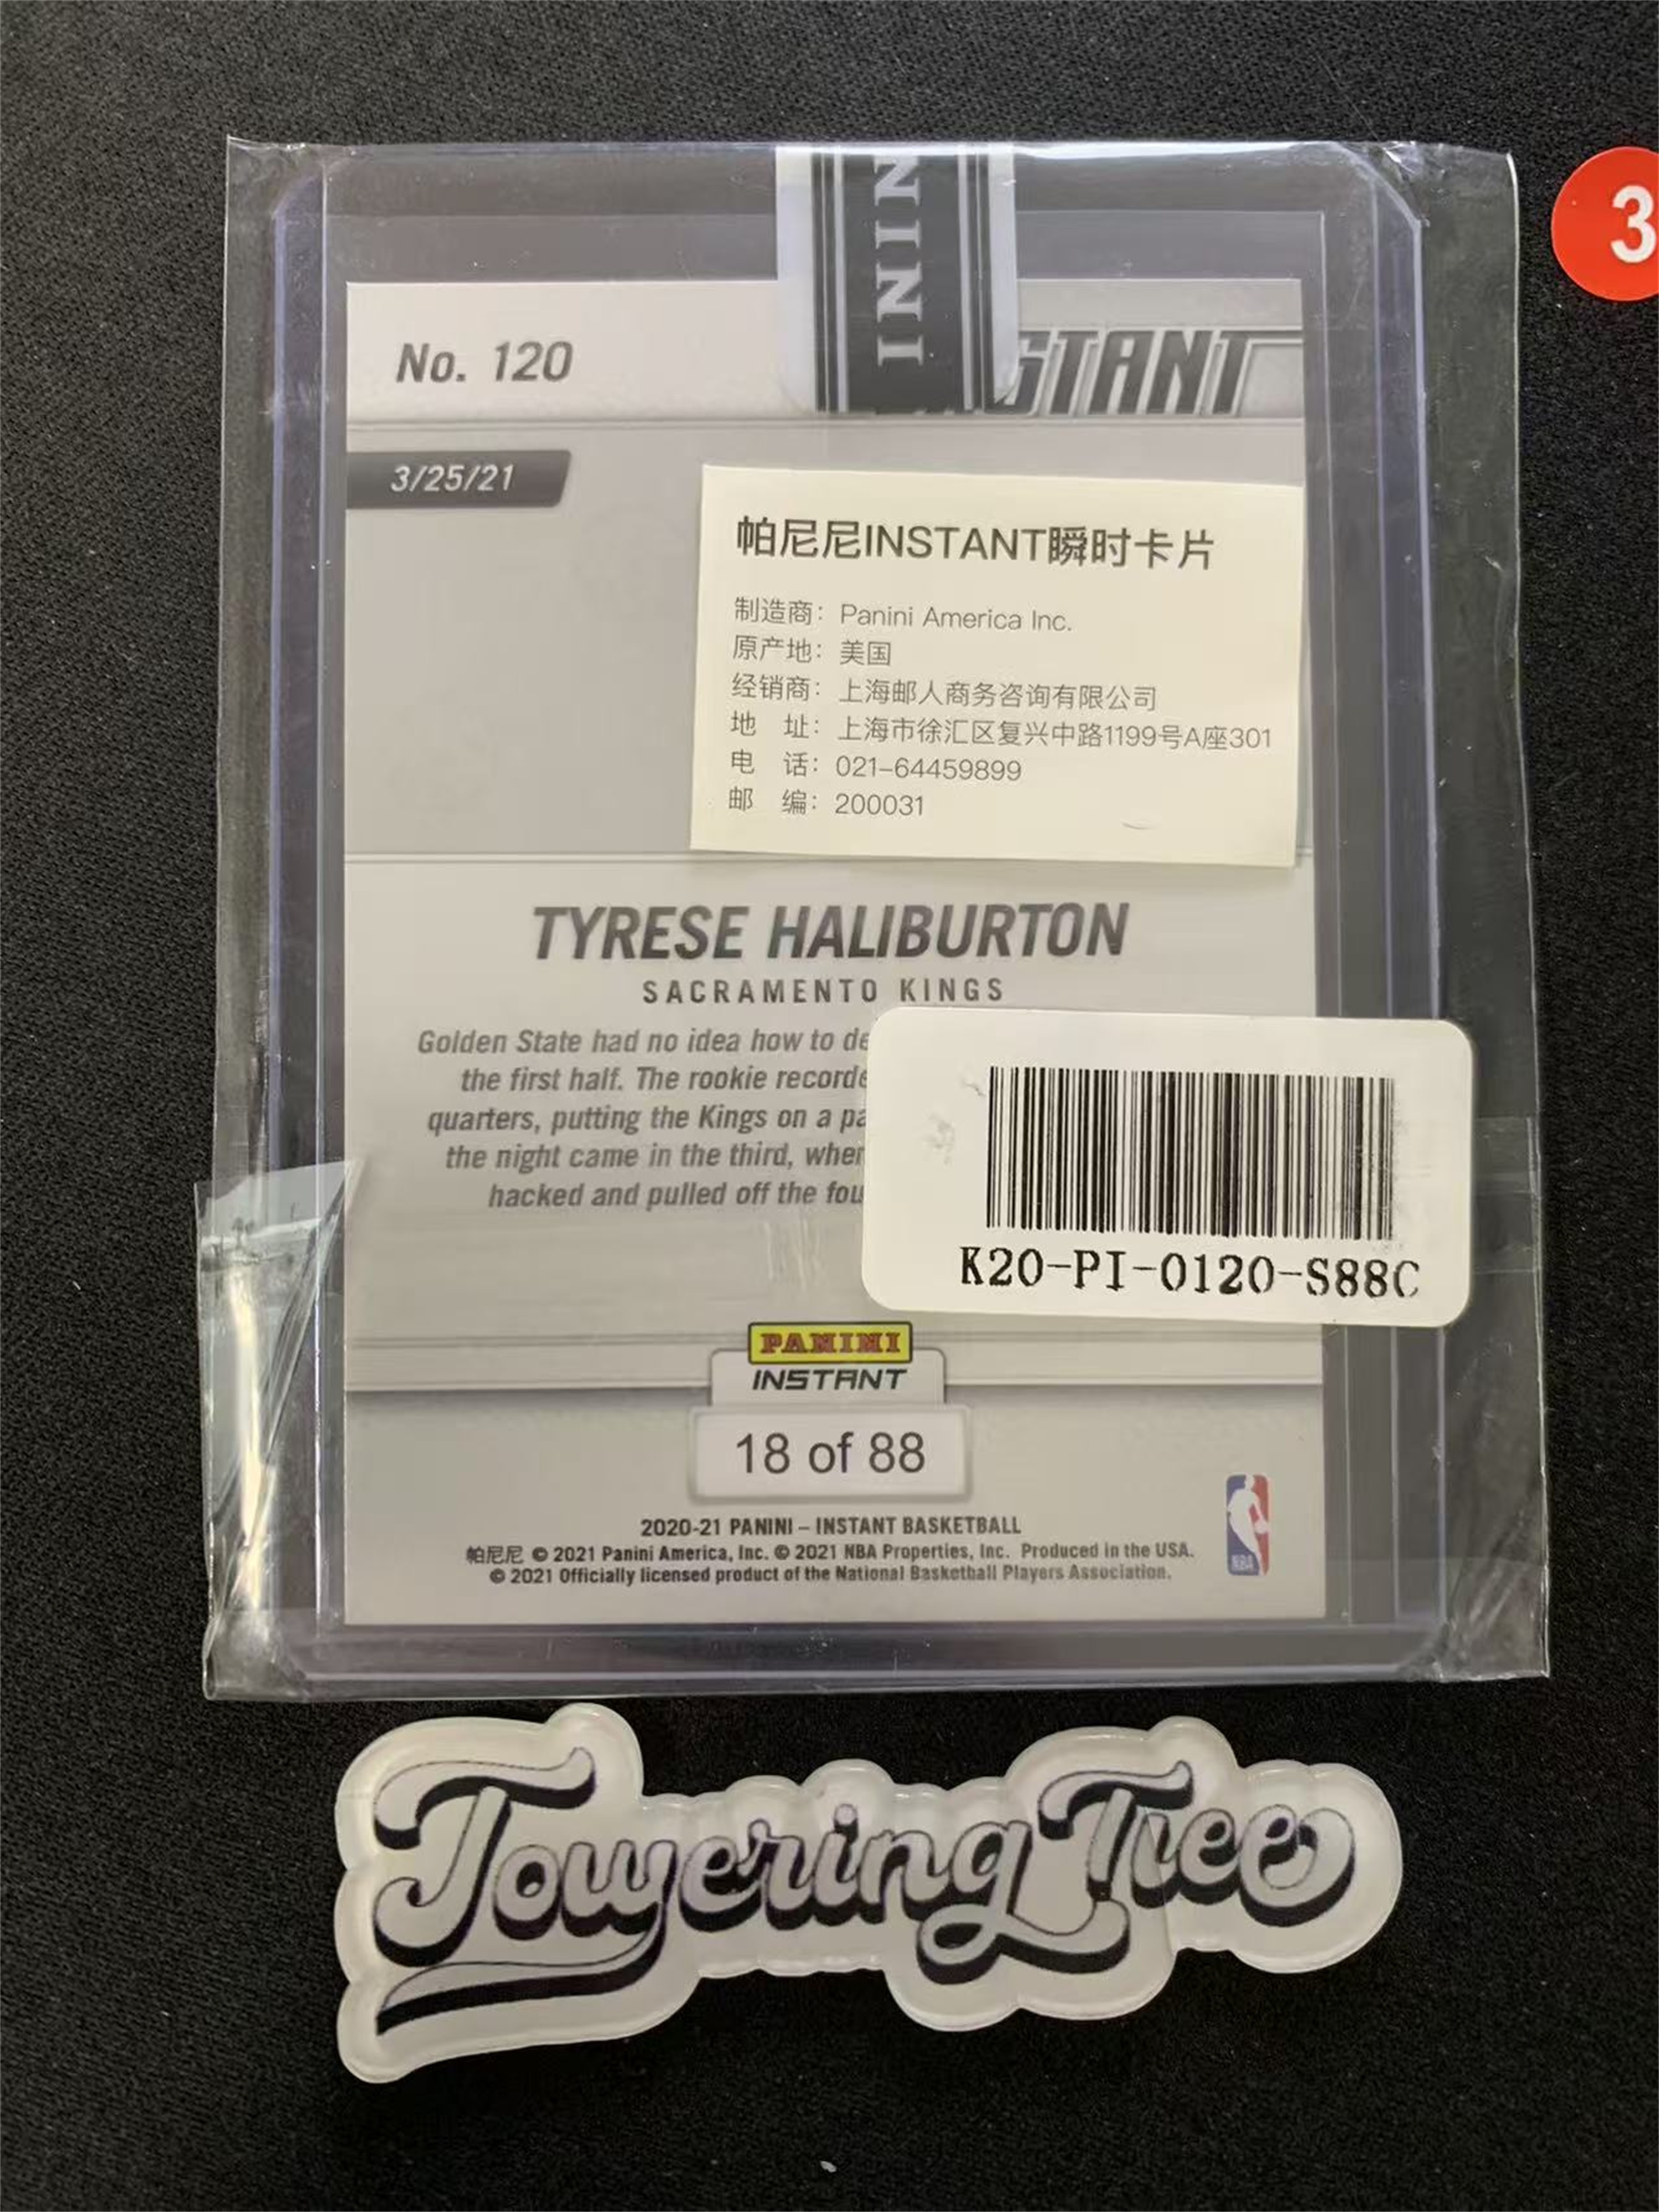 3
ININ
No. 120
STANT
3/25/21
帕尼尼INSTANT瞬时卡片
制造商：Panini America Inc.
原产地：美国
经销商：上海邮人商务咨询有限公司
地　址：上海市徐汇区复兴中路1199号A座301
电　话：021-64459899
邮　编：200031
TYRESE HALIBURTON
SACRAMENTO KINGS
Golden State had no idea how to de
the first half. The rookie recorde
quarters, putting the Kings on a pa
the night came in the third, wher
hacked and pulled off the fou
K20-PI-0120-S88C
PANINI
INSTANT
18 of 88
2020-21 PANINI – INSTANT BASKETBALL
帕尼尼 © 2021 Panini America, Inc. © 2021 NBA Properties, Inc. Produced in the USA.
© 2021 Officially licensed product of the National Basketball Players Association.
NBA
Towering Tree